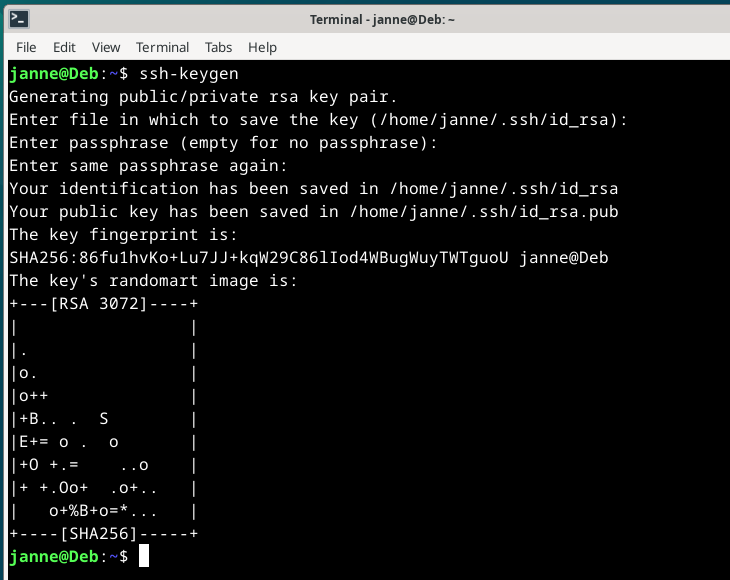 Terminal - janne@Deb: ~
File Edit View Terminal Tabs Help
janne@Deb:~$ ssh-keygen
Generating public/private rsa key pair.
Enter file in which to save the key (/home/janne/.ssh/id_rsa):
Enter passphrase (empty for no passphrase):
Enter same passphrase again:
Your identification has been saved in /home/janne/.ssh/id_rsa
Your public key has been saved in /home/janne/.ssh/id_rsa.pub
The key fingerprint is:
SHA256:86fu1hvKo+Lu7JJ+kqW29C86lIod4WBugWuyTWTguoU janne@Deb
The key's randomart image is:
+---[RSA 3072]----+
|                 |
|.                |
|o.               |
|o++              |
|+B.. .  S        |
|E+= o .  o       |
|+O +.=    ..o    |
|+ +.Oo+  .o+..   |
|   o+%B+o=*...   |
+----[SHA256]-----+
janne@Deb:~$